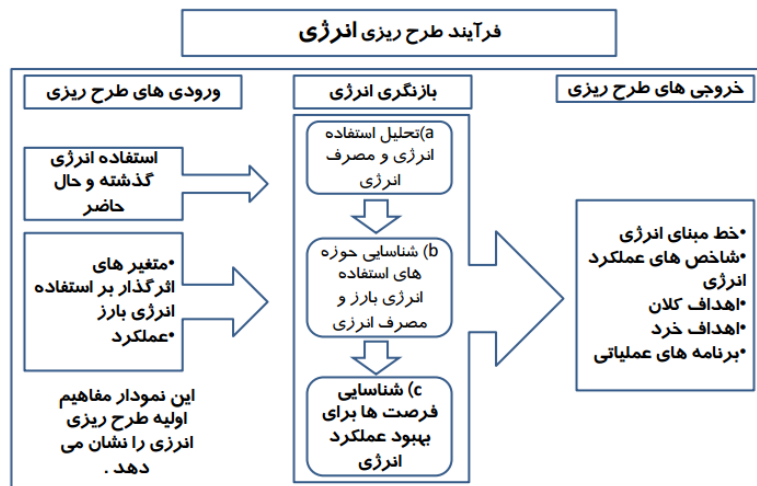 فرآیند طرح ریزی انرژی
ورودی های طرح ریزی
بازنگری انرژی
خروجی های طرح ریزی
استفاده انرژی
گذشته و حال
حاضر
•متغیر های
اثرگذار بر استفاده
انرژی بارز
•عملکرد
این نمودار مفاهیم
اولیه طرح ریزی
انرزی را نشان می
دهد .
a)تحلیل استفاده
انرژی و مصرف
انرژی
b) شناسایی حوزه
های استفاده
انرژی بارز و
مصرف انرزی
c) شناسایی
فرصت ها برای
بهبود عملکرد
انرژی
•خط مبنای انرژی
•شاخص های عملکرد
انرژی
•اهداف کلان
•اهداف خرد
•برنامه های عملیاتی